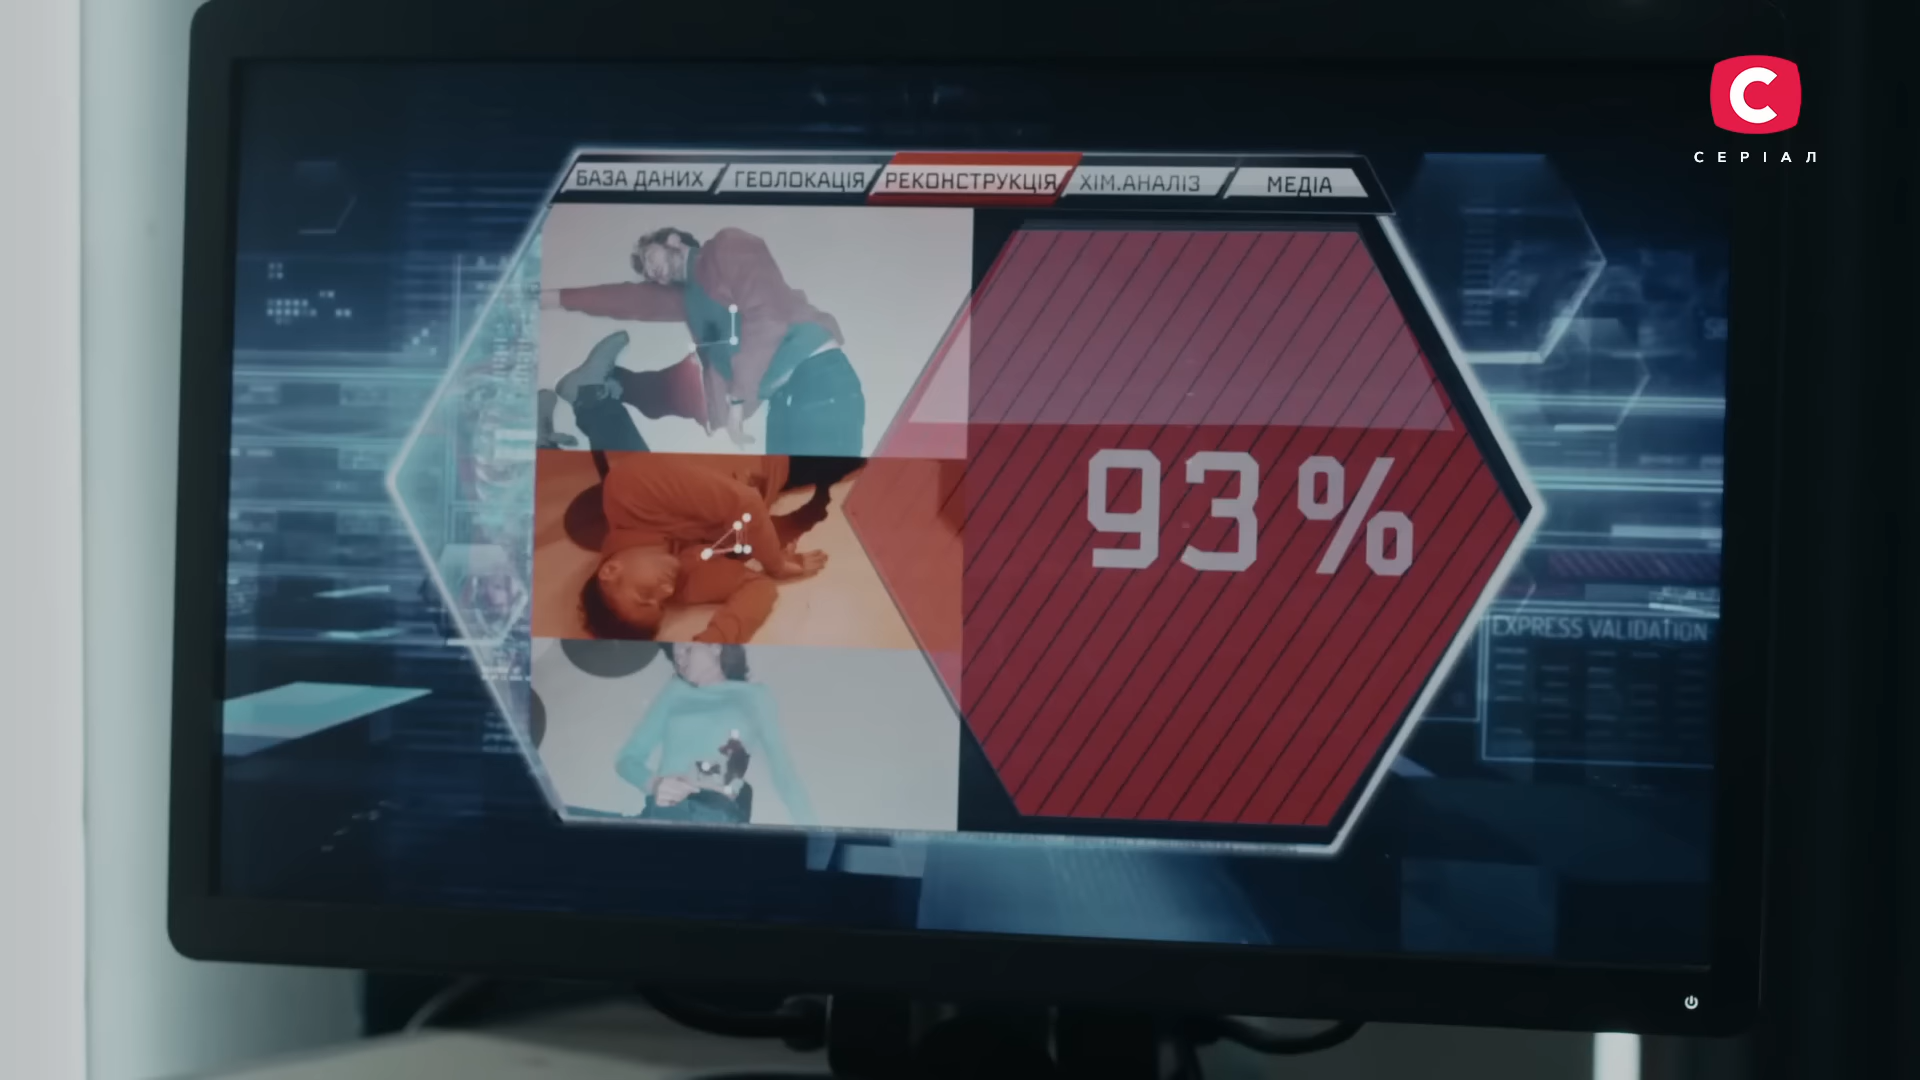 С
СЕРІАЛ
БАЗА ДАНИХ
ГЕОЛОКАЦІЯ
РЕКОНСТРУКЦІЯ
ХІМ.АНАЛІЗ
МЕДІА
93%
EXPRESS VALIDATION